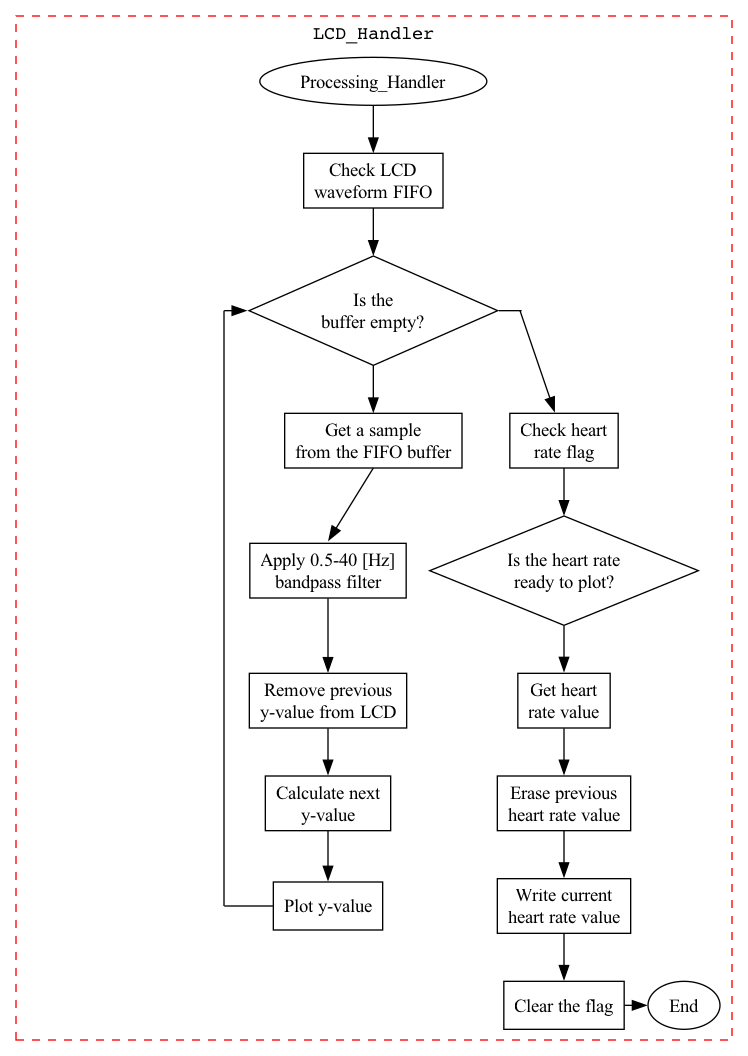 LCD_Handler
Processing_Handler
Check LCD
waveform FIFO
Is the
buffer empty?
Get a sample
from the FIFO buffer
Apply 0.5-40 [Hz]
bandpass filter
Remove previous
y-value from LCD
Calculate next
y-value
Plot y-value
Check heart
rate flag
Is the heart rate
ready to plot?
Get heart
rate value
Erase previous
heart rate value
Write current
heart rate value
Clear the flag
End